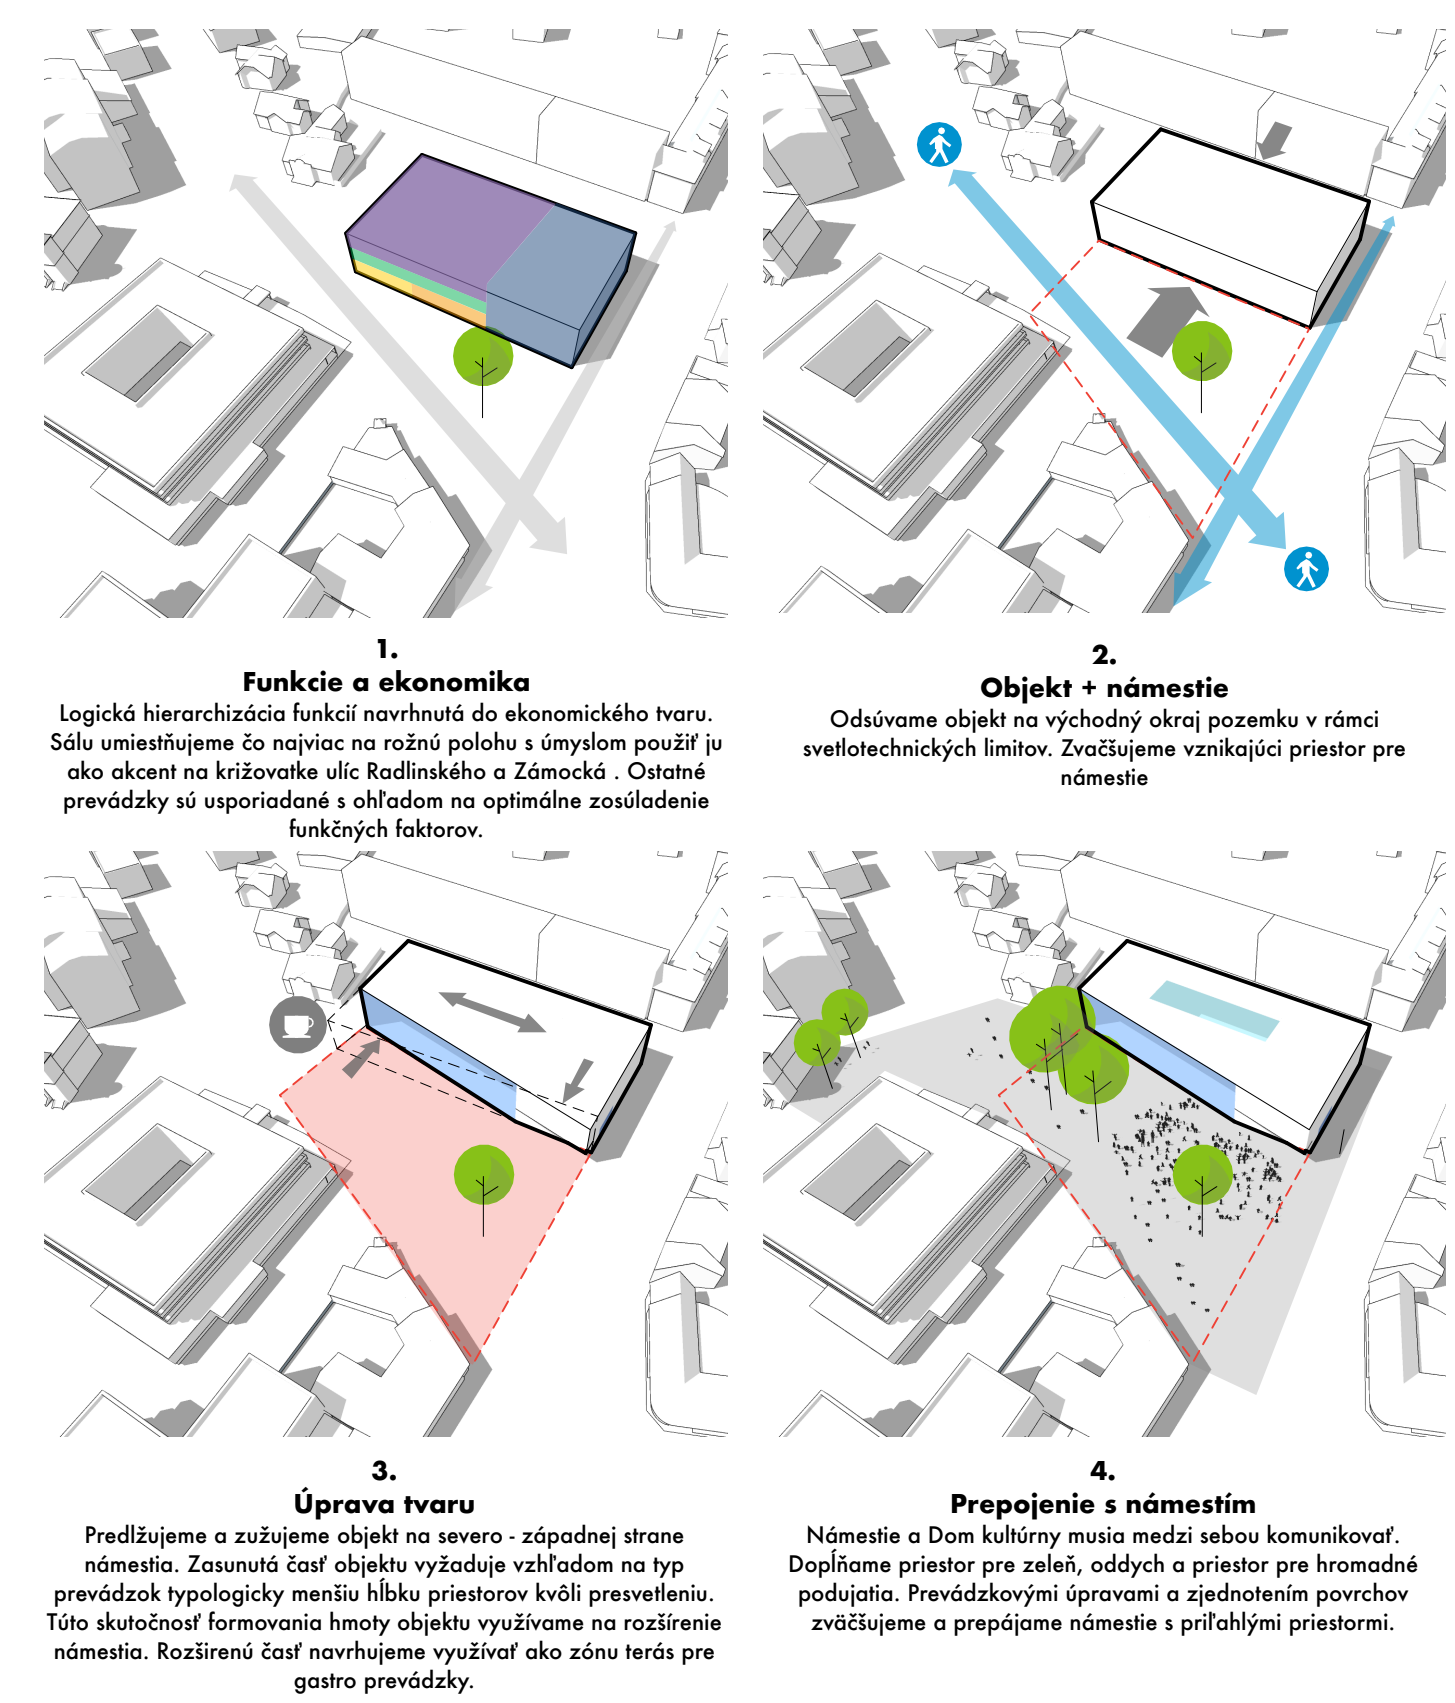 1.
Funkcie a ekonomika
Logická hierarchizácia funkcií navrhnutá do ekonomického tvaru.
Sálu umiestňujeme čo najviac na rožnú polohu s úmyslom použiť ju
ako akcent na križovatke ulíc Radlinského a Zámocká . Ostatné
prevádzky sú usporiadané s ohľadom na optimálne zosúladenie
funkčných faktorov.
2.
Objekt + námestie
Odsúvame objekt na východný okraj pozemku v rámci
svetlotechnických limitov. Zvačšujeme vznikajúci priestor pre
námestie
3.
Úprava tvaru
Predlžujeme a zužujeme objekt na severo - západnej strane
námestia. Zasunutá časť objektu vyžaduje vzhľadom na typ
prevádzok typologicky menšiu hĺbku priestorov kvôli presvetleniu.
Túto skutočnosť formovania hmoty objektu využívame na rozšírenie
námestia. Rozširenú časť navrhujeme využívať ako zónu terás pre
gastro prevádzky.
4.
Prepojenie s námestím
Námestie a Dom kultúrny musia medzi sebou komunikovať.
Dopĺňame priestor pre zeleň, oddych a priestor pre hromadné
podujatia. Prevádzkovými úpravami a zjednotením povrchov
zväčšujeme a prepájame námestie s priľahlými priestormi.